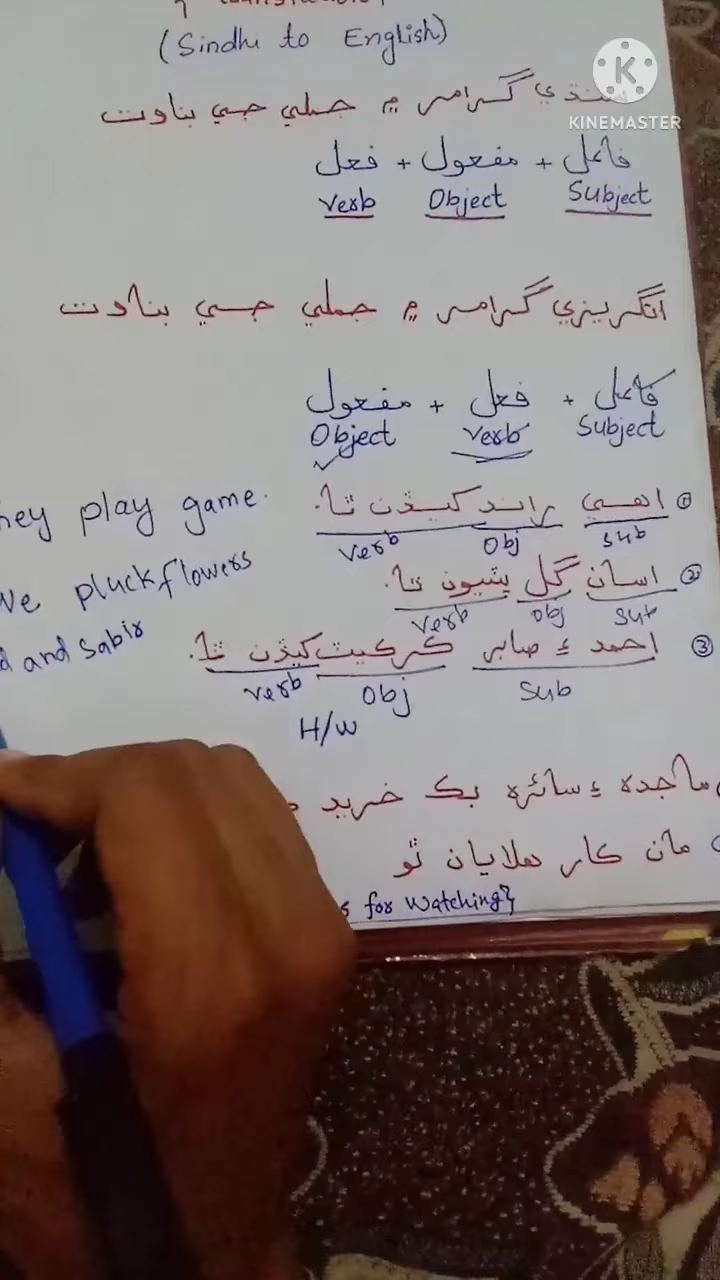 (Sindhi to English)
سنڌي گرامر ۾ جملي جي بناوت
KINEMASTER
فاعل + مفعول + فعل
Subject Object Verb
انگريزي گرامر ۾ جملي جي بناوت
فاعل + فعل + مفعول
Subject Verb Object
① اهي راند کيڏن ٿا.
hey play game.
sub obj verb
② اسان گل پٽيون ٿا.
We pluck flowers
sub obj verb
③ احمد ۽ صابر ڪرڪيٽ کيڏن ٿا.
d and sabir
sub obj verb
H/W
ماجده ۽ سائره بڪ خريد
مان ڪار هلايان ٿو
s for watching